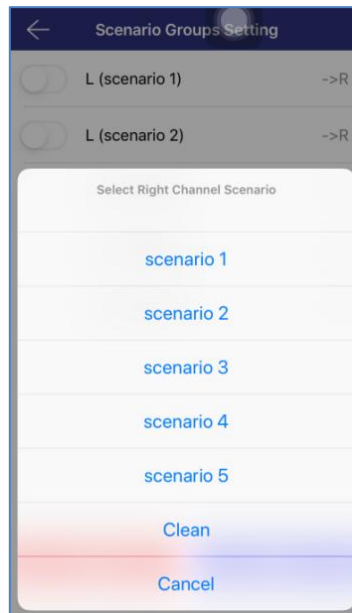 Scenario Groups Setting
L (scenario 1) ->R
L (scenario 2) ->R
Select Right Channel Scenario
scenario 1
scenario 2
scenario 3
scenario 4
scenario 5
Clean
Cancel